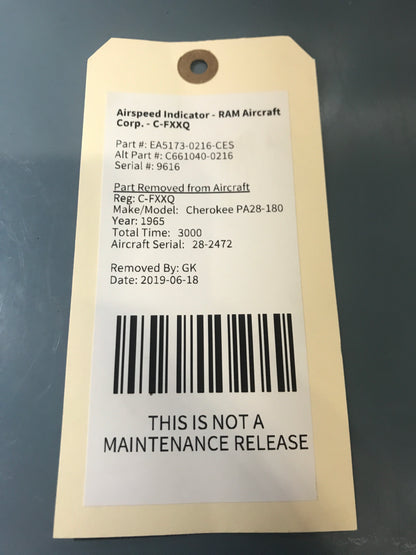 Airspeed Indicator - RAM Aircraft
Corp. - C-FXXQ
Part #: EA5173-0216-CES
Alt Part #: C661040-0216
Serial #: 9616
Part Removed from Aircraft
Reg: C-FXXQ
Make/Model: Cherokee PA28-180
Year: 1965
Total Time: 3000
Aircraft Serial: 28-2472
Removed By: GK
Date: 2019-06-18
THIS IS NOT A
MAINTENANCE RELEASE